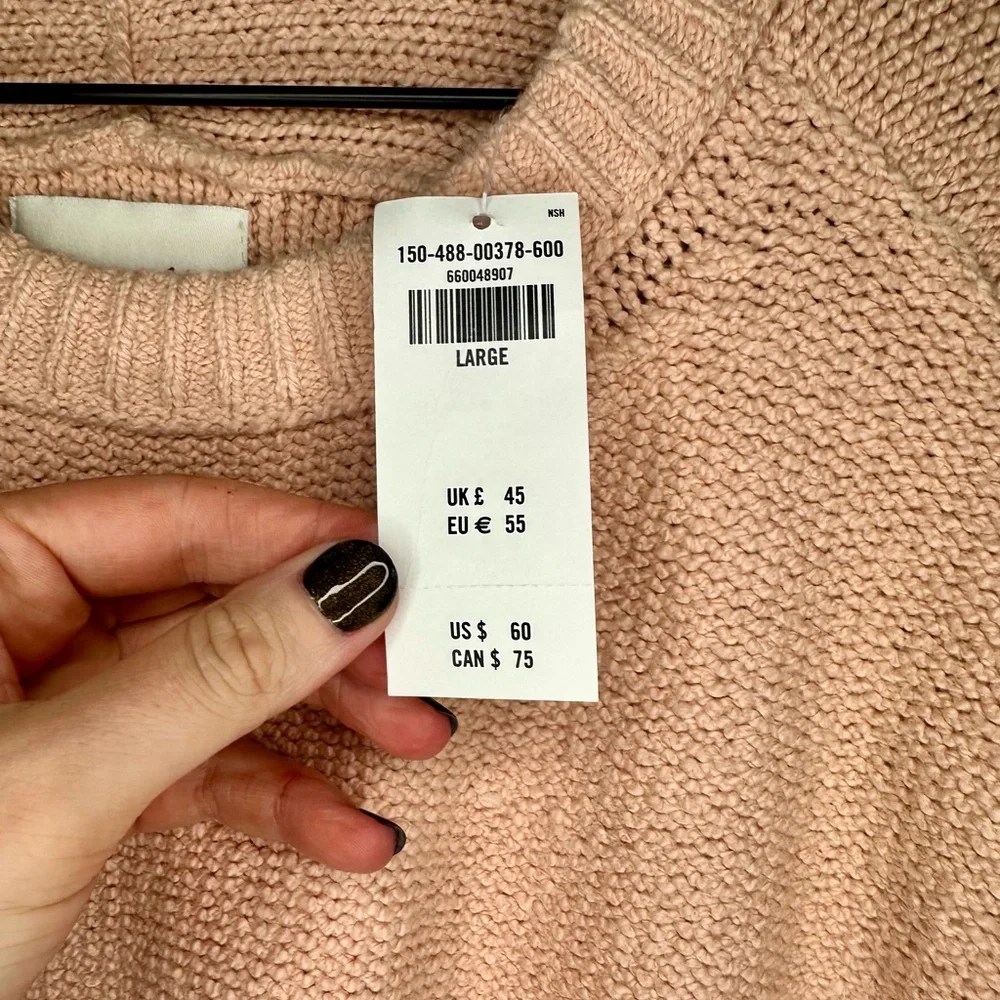 NSH
150-488-00378-600
660048907
LARGE
UK £ 45
EU € 55
US $ 60
CAN $ 75